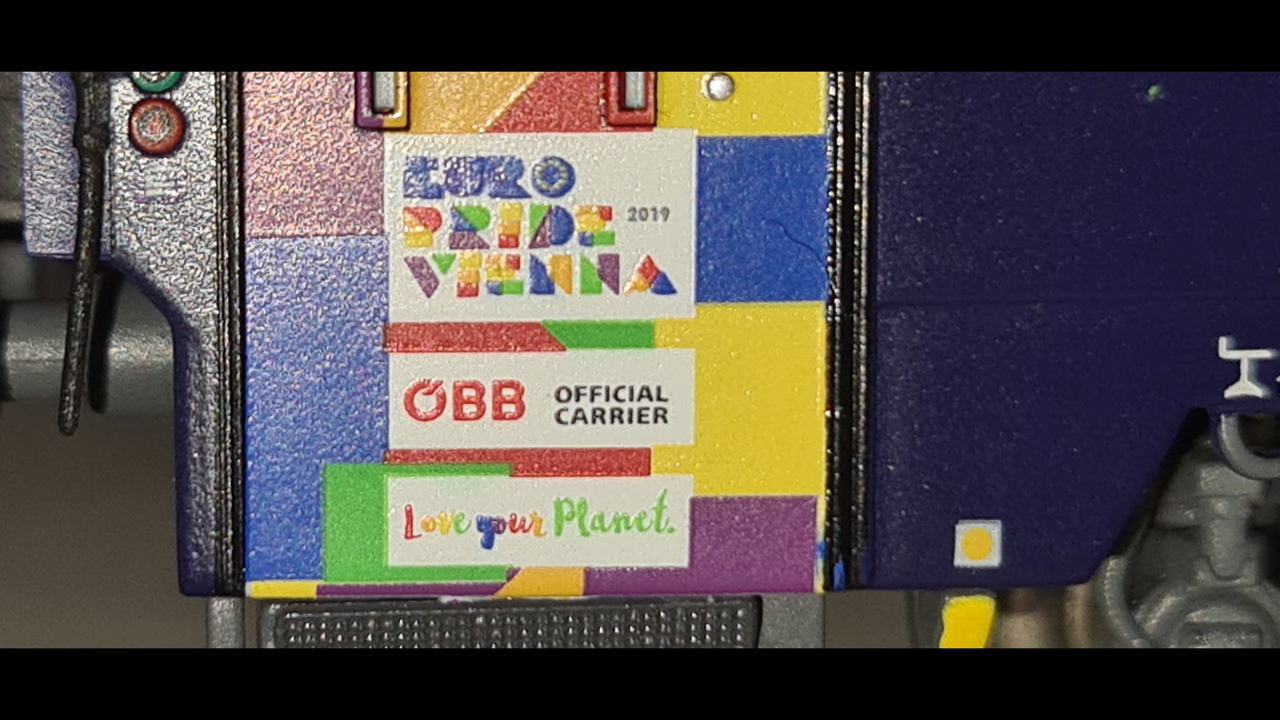 EURO
PRIDE 2019
VIENNA
ÖBB OFFICIAL
CARRIER
Love your Planet.